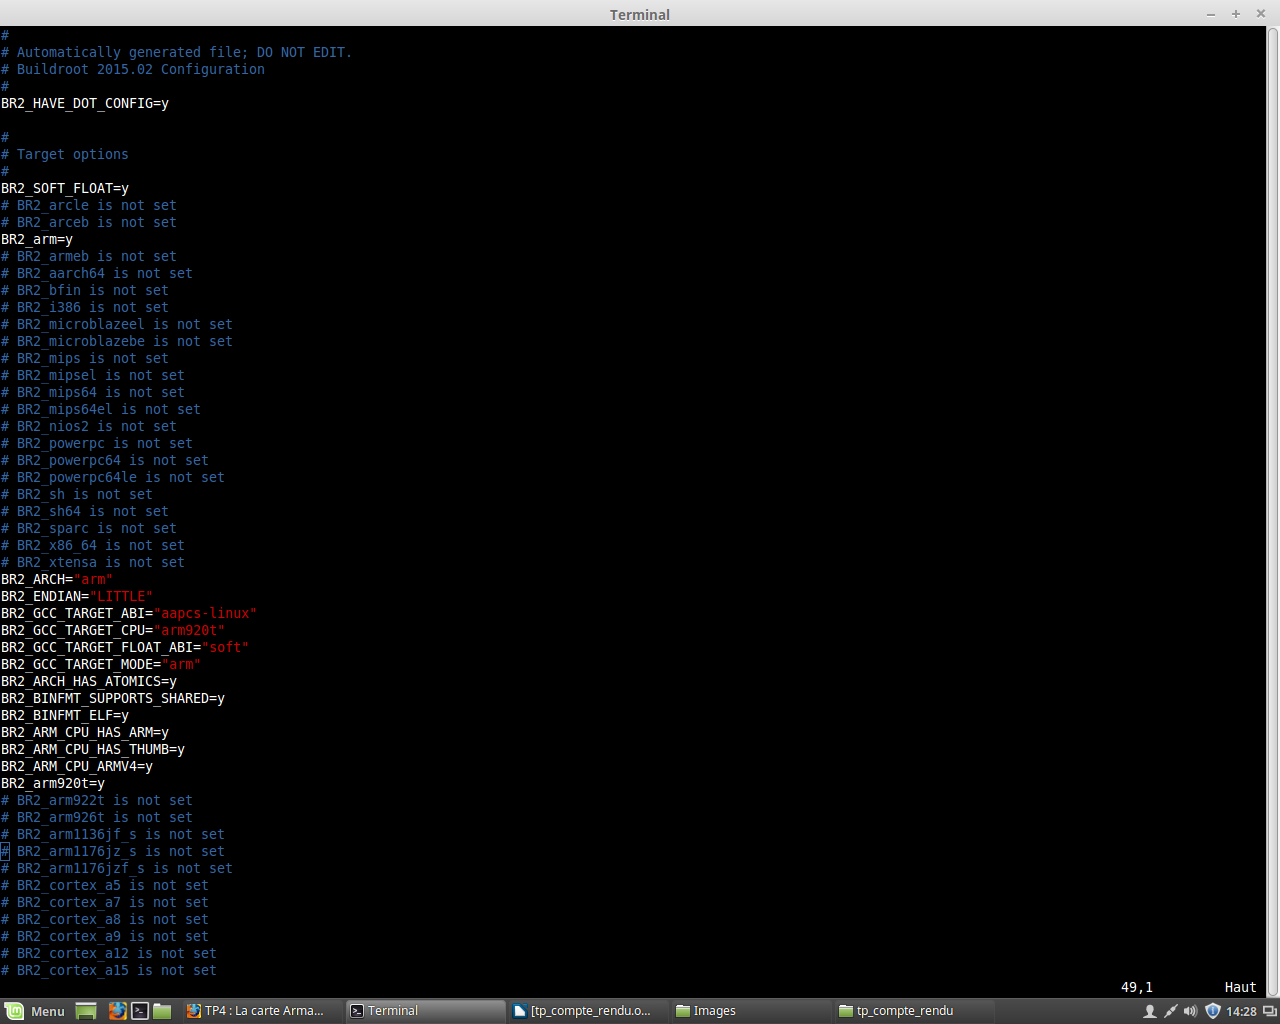 Terminal
#
# Automatically generated file; DO NOT EDIT.
# Buildroot 2015.02 Configuration
#
BR2_HAVE_DOT_CONFIG=y
#
# Target options
#
BR2_SOFT_FLOAT=y
# BR2_arcle is not set
# BR2_arceb is not set
BR2_arm=y
# BR2_armeb is not set
# BR2_aarch64 is not set
# BR2_bfin is not set
# BR2_i386 is not set
# BR2_microblazeel is not set
# BR2_microblazebe is not set
# BR2_mips is not set
# BR2_mipsel is not set
# BR2_mips64 is not set
# BR2_mips64el is not set
# BR2_nios2 is not set
# BR2_powerpc is not set
# BR2_powerpc64 is not set
# BR2_powerpc64le is not set
# BR2_sh is not set
# BR2_sh64 is not set
# BR2_sparc is not set
# BR2_x86_64 is not set
# BR2_xtensa is not set
BR2_ARCH="arm"
BR2_ENDIAN="LITTLE"
BR2_GCC_TARGET_ABI="aapcs-linux"
BR2_GCC_TARGET_CPU="arm920t"
BR2_GCC_TARGET_FLOAT_ABI="soft"
BR2_GCC_TARGET_MODE="arm"
BR2_ARCH_HAS_ATOMICS=y
BR2_BINFMT_SUPPORTS_SHARED=y
BR2_BINFMT_ELF=y
BR2_ARM_CPU_HAS_ARM=y
BR2_ARM_CPU_HAS_THUMB=y
BR2_ARM_CPU_ARMV4=y
BR2_arm920t=y
# BR2_arm922t is not set
# BR2_arm926t is not set
# BR2_arm1136jf_s is not set
# BR2_arm1176jz_s is not set
# BR2_arm1176jzf_s is not set
# BR2_cortex_a5 is not set
# BR2_cortex_a7 is not set
# BR2_cortex_a8 is not set
# BR2_cortex_a9 is not set
# BR2_cortex_a12 is not set
# BR2_cortex_a15 is not set
49,1 Haut
Menu TP4 : La carte Arma... Terminal [tp_compte_rendu.o... Images tp_compte_rendu 14:28